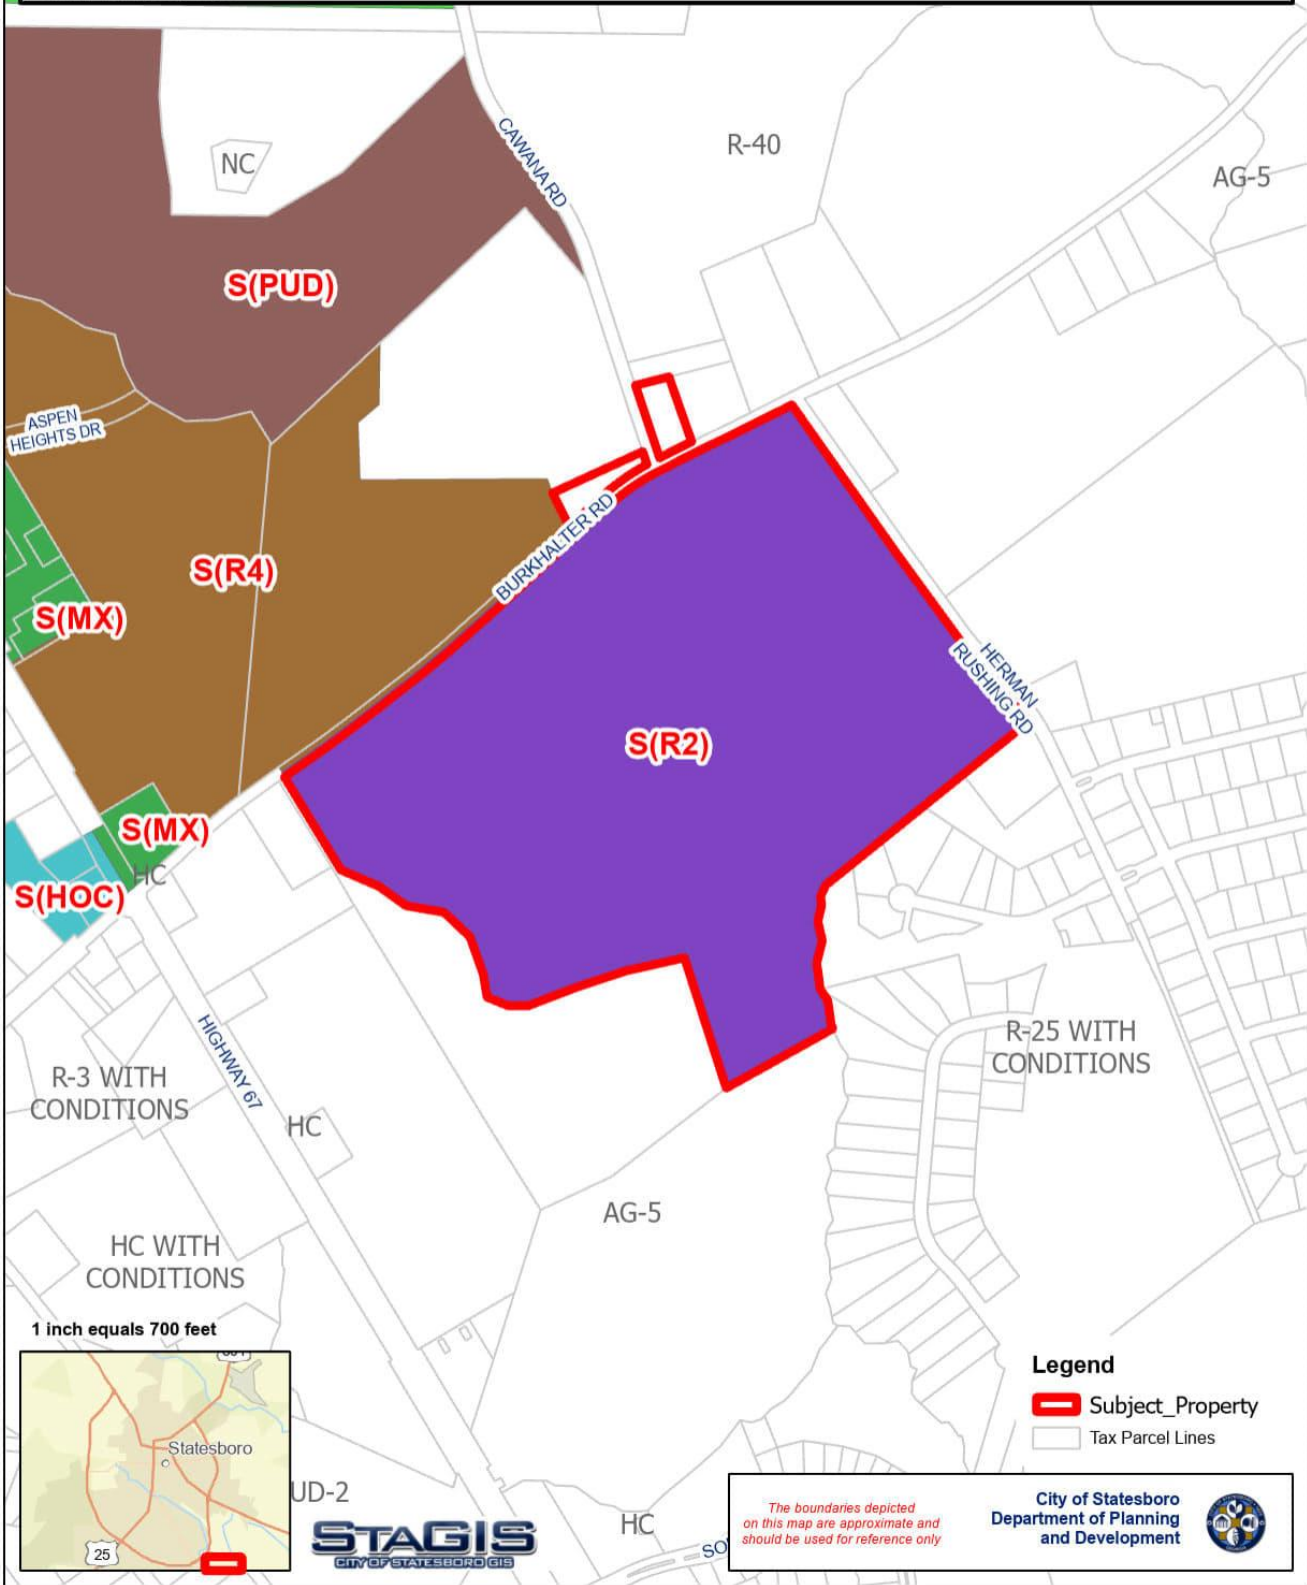 CAWANA RD
R-40
NC
AG-5
S(PUD)
ASPEN
HEIGHTS DR
BURKHALTER RD
S(R4)
S(MX)
HERMAN
RUSHING RD
S(R2)
S(MX)
HC
S(HOC)
HIGHWAY 67
R-3 WITH
CONDITIONS
R-25 WITH
CONDITIONS
HC
AG-5
HC WITH
CONDITIONS
1 inch equals 700 feet
Legend
Subject_Property
Tax Parcel Lines
Statesboro
25
UD-2
HC
SO
STAGIS
CITY OF STATESBORO GIS
The boundaries depicted
on this map are approximate and
should be used for reference only
City of Statesboro
Department of Planning
and Development